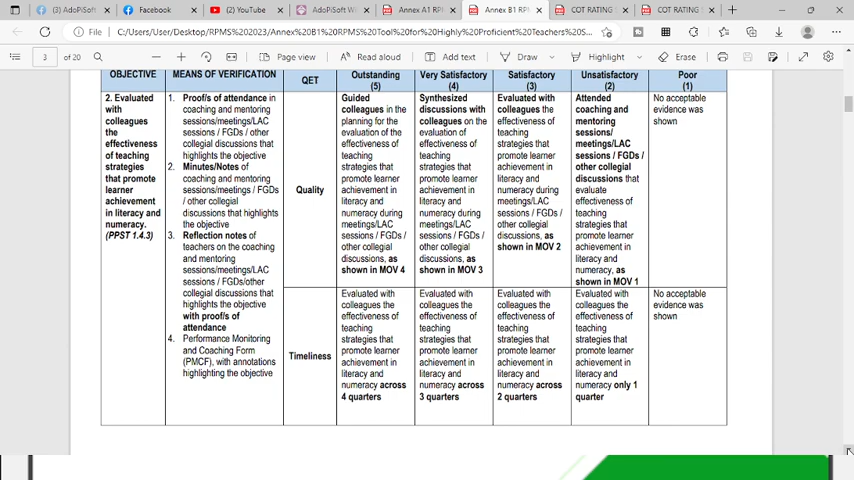 (3) AdoPiSoft
Facebook
(2) YouTube
AdoPiSoft W
Annex A1 RPM
Annex B1 RPM
COT RATING
COT RATING
File
C:/Users/User/Desktop/RPMS%202023/Annex%20B1%20RPMS%20Tool%20for%20Highly%20Proficient%20Teachers%20S...
3 of 20
Page view
Read aloud
Add text
Draw
Highlight
Erase
OBJECTIVE
MEANS OF VERIFICATION
QET
Outstanding
(5)
Very Satisfactory
(4)
Satisfactory
(3)
Unsatisfactory
(2)
Poor
(1)
2. Evaluated
with
colleagues
the
effectiveness
of teaching
strategies
that promote
learner
achievement
in literacy and
numeracy.
(PPST 1.4.3)
1. Proof/s of attendance in
coaching and mentoring
sessions/meetings/LAC
sessions / FGDs / other
collegial discussions that
highlights the objective
2. Minutes/Notes of
coaching and mentoring
sessions/meetings / FGDs
/ other collegial
discussions that highlights
the objective
3. Reflection notes of
teachers on the coaching
and mentoring
sessions/meetings/LAC
sessions / FGDs/other
collegial discussions that
highlights the objective
with proof/s of
attendance
4. Performance Monitoring
and Coaching Form
(PMCF), with annotations
highlighting the objective
Quality
Guided
colleagues in the
planning for the
evaluation of the
effectiveness of
teaching
strategies that
promote learner
achievement in
literacy and
numeracy during
meetings/LAC
sessions / FGDs /
other collegial
discussions, as
shown in MOV 4
Synthesized
discussions with
colleagues on the
evaluation of
effectiveness of
teaching
strategies that
promote learner
achievement in
literacy and
numeracy during
meetings/LAC
sessions / FGDs /
other collegial
discussions, as
shown in MOV 3
Evaluated with
colleagues the
effectiveness of
teaching
strategies that
promote learner
achievement in
literacy and
numeracy during
meetings/LAC
sessions / FGDs /
other collegial
discussions, as
shown in MOV 2
Attended
coaching and
mentoring
sessions/
meetings/LAC
sessions / FGDs /
other collegial
discussions that
evaluate
effectiveness of
teaching
strategies that
promote learner
achievement in
literacy and
numeracy, as
shown in MOV 1
No acceptable
evidence was
shown
Timeliness
Evaluated with
colleagues the
effectiveness of
teaching
strategies that
promote learner
achievement in
literacy and
numeracy across
4 quarters
Evaluated with
colleagues the
effectiveness of
teaching
strategies that
promote learner
achievement in
literacy and
numeracy across
3 quarters
Evaluated with
colleagues the
effectiveness of
teaching
strategies that
promote learner
achievement in
literacy and
numeracy across
2 quarters
Evaluated with
colleagues the
effectiveness of
teaching
strategies that
promote learner
achievement in
literacy and
numeracy only 1
quarter
No acceptable
evidence was
shown